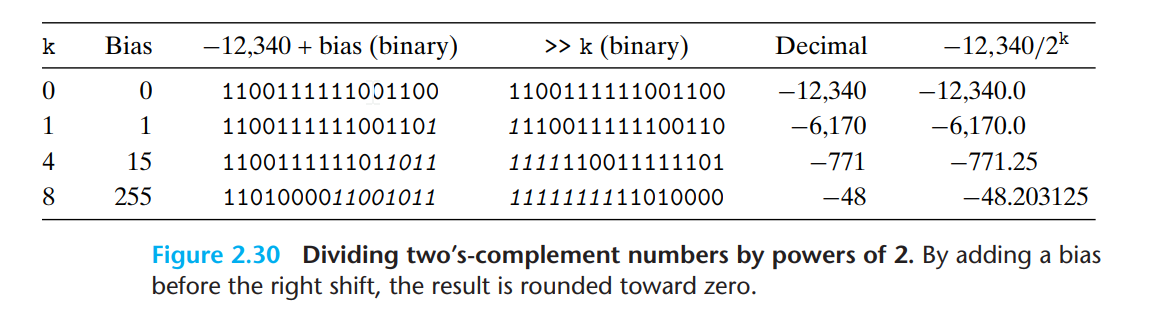 k Bias −12,340 + bias (binary) >> k (binary) Decimal −12,340/2ᵏ
0 0 1100111111001100 1100111111001100 −12,340 −12,340.0
1 1 1100111111001101 1110011111100110 −6,170 −6,170.0
4 15 1100111111011011 1111110011111101 −771 −771.25
8 255 1101000011001011 1111111111010000 −48 −48.203125
Figure 2.30 Dividing two’s-complement numbers by powers of 2. By adding a bias
before the right shift, the result is rounded toward zero.